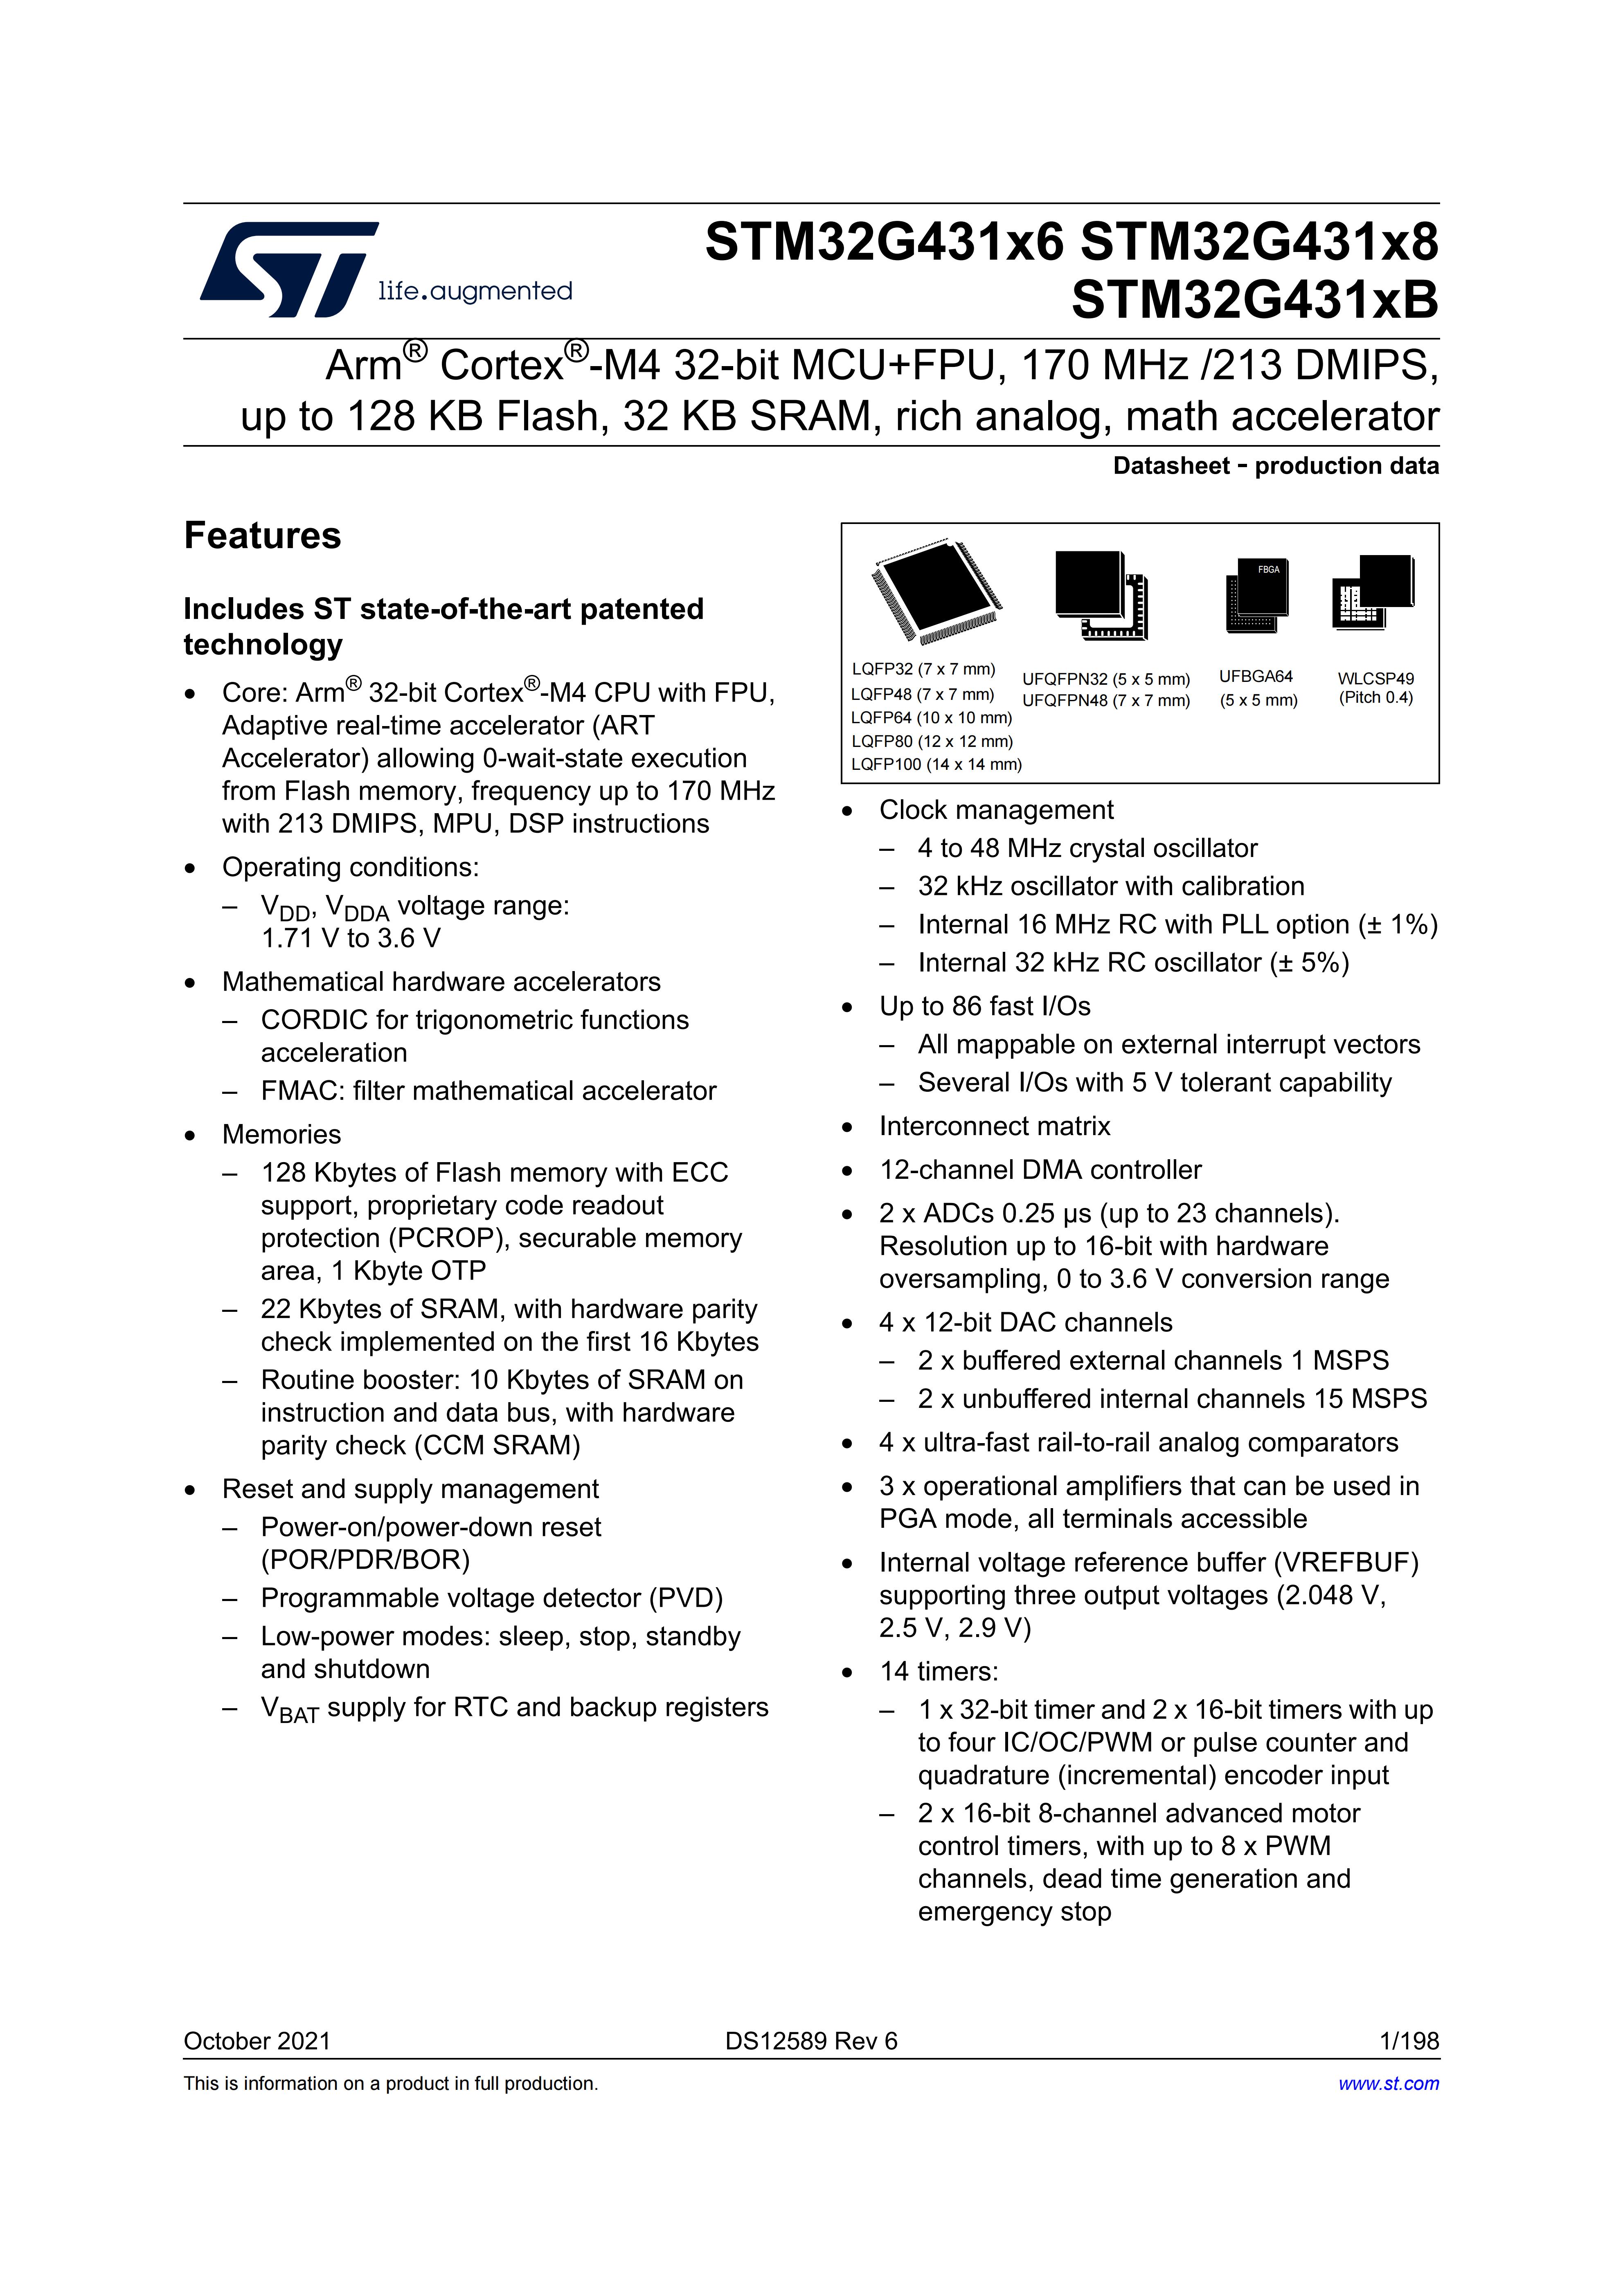 STM32G431x6 STM32G431x8
STM32G431xB
ST
life.augmented
Arm® Cortex®-M4 32-bit MCU+FPU, 170 MHz /213 DMIPS,
up to 128 KB Flash, 32 KB SRAM, rich analog, math accelerator
Datasheet - production data
Features
Includes ST state-of-the-art patented
technology
• Core: Arm® 32-bit Cortex®-M4 CPU with FPU,
Adaptive real-time accelerator (ART
Accelerator) allowing 0-wait-state execution
from Flash memory, frequency up to 170 MHz
with 213 DMIPS, MPU, DSP instructions
• Operating conditions:
– VDD, VDDA voltage range:
1.71 V to 3.6 V
• Mathematical hardware accelerators
– CORDIC for trigonometric functions
acceleration
– FMAC: filter mathematical accelerator
• Memories
– 128 Kbytes of Flash memory with ECC
support, proprietary code readout
protection (PCROP), securable memory
area, 1 Kbyte OTP
– 22 Kbytes of SRAM, with hardware parity
check implemented on the first 16 Kbytes
– Routine booster: 10 Kbytes of SRAM on
instruction and data bus, with hardware
parity check (CCM SRAM)
• Reset and supply management
– Power-on/power-down reset
(POR/PDR/BOR)
– Programmable voltage detector (PVD)
– Low-power modes: sleep, stop, standby
and shutdown
– VBAT supply for RTC and backup registers
FBGA
LQFP32 (7 x 7 mm)
LQFP48 (7 x 7 mm)
LQFP64 (10 x 10 mm)
LQFP80 (12 x 12 mm)
LQFP100 (14 x 14 mm)
UFQFPN32 (5 x 5 mm)
UFQFPN48 (7 x 7 mm)
UFBGA64
(5 x 5 mm)
WLCSP49
(Pitch 0.4)
• Clock management
– 4 to 48 MHz crystal oscillator
– 32 kHz oscillator with calibration
– Internal 16 MHz RC with PLL option (± 1%)
– Internal 32 kHz RC oscillator (± 5%)
• Up to 86 fast I/Os
– All mappable on external interrupt vectors
– Several I/Os with 5 V tolerant capability
• Interconnect matrix
• 12-channel DMA controller
• 2 x ADCs 0.25 µs (up to 23 channels).
Resolution up to 16-bit with hardware
oversampling, 0 to 3.6 V conversion range
• 4 x 12-bit DAC channels
– 2 x buffered external channels 1 MSPS
– 2 x unbuffered internal channels 15 MSPS
• 4 x ultra-fast rail-to-rail analog comparators
• 3 x operational amplifiers that can be used in
PGA mode, all terminals accessible
• Internal voltage reference buffer (VREFBUF)
supporting three output voltages (2.048 V,
2.5 V, 2.9 V)
• 14 timers:
– 1 x 32-bit timer and 2 x 16-bit timers with up
to four IC/OC/PWM or pulse counter and
quadrature (incremental) encoder input
– 2 x 16-bit 8-channel advanced motor
control timers, with up to 8 x PWM
channels, dead time generation and
emergency stop
October 2021 DS12589 Rev 6 1/198
This is information on a product in full production. www.st.com